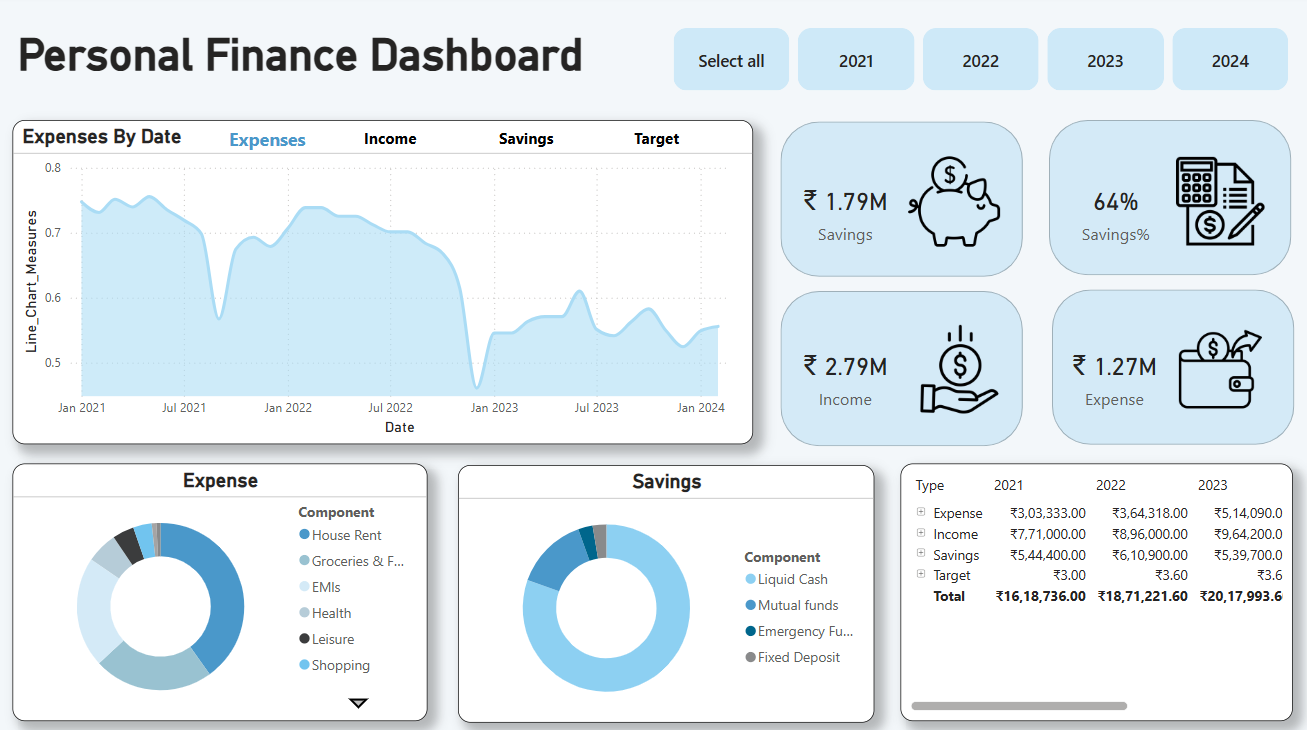 Personal Finance Dashboard
Select all 2021 2022 2023 2024
Expenses By Date Expenses Income Savings Target
0.8
0.7
0.6
0.5
Line_Chart_Measures
Jan 2021 Jul 2021 Jan 2022 Jul 2022 Jan 2023 Jul 2023 Jan 2024
Date
₹ 1.79M
Savings
64%
Savings%
₹ 2.79M
Income
₹ 1.27M
Expense
Expense
Component
House Rent
Groceries & F...
EMIs
Health
Leisure
Shopping
Savings
Component
Liquid Cash
Mutual funds
Emergency Fu...
Fixed Deposit
Type 2021 2022 2023
Expense ₹3,03,333.00 ₹3,64,318.00 ₹5,14,090.0
Income ₹7,71,000.00 ₹8,96,000.00 ₹9,64,200.0
Savings ₹5,44,400.00 ₹6,10,900.00 ₹5,39,700.0
Target ₹3.00 ₹3.60 ₹3.6
Total ₹16,18,736.00 ₹18,71,221.60 ₹20,17,993.6